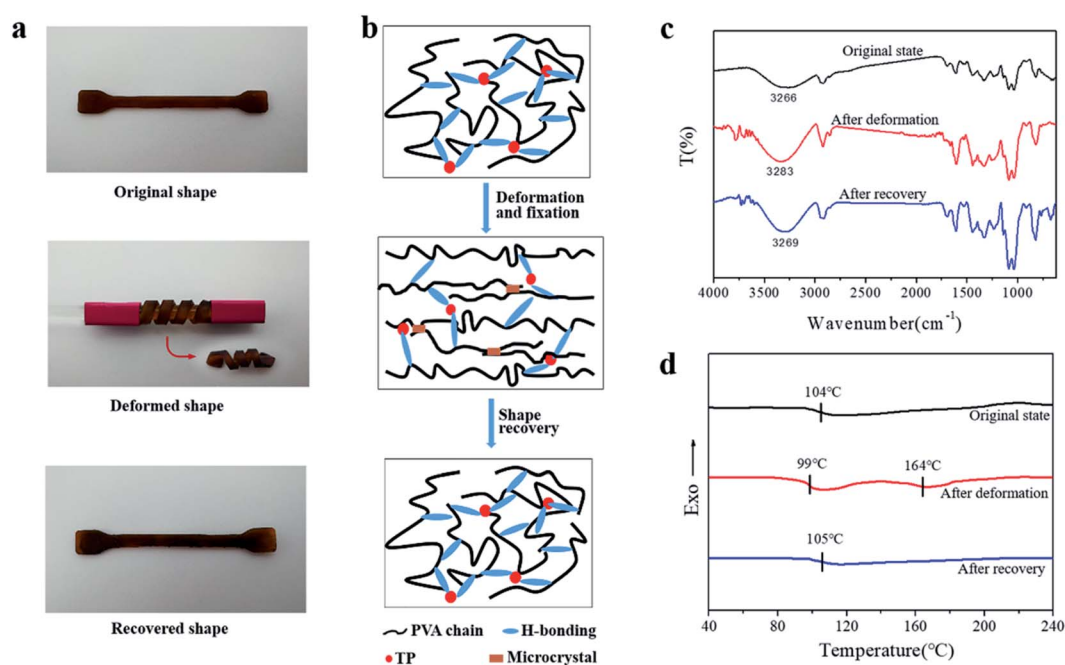 a
Original shape
Deformed shape
Recovered shape
b
Deformation
and fixation
Shape
recovery
PVA chain
H-bonding
TP
Microcrystal
c
T(%)
Original state
3266
After deformation
3283
After recovery
3269
4000 3500 3000 2500 2000 1500 1000
Wavenumber(cm⁻¹)
d
Exo
104℃
Original state
99℃
164℃
After deformation
105℃
After recovery
40 80 120 160 200 240
Temperature(℃)